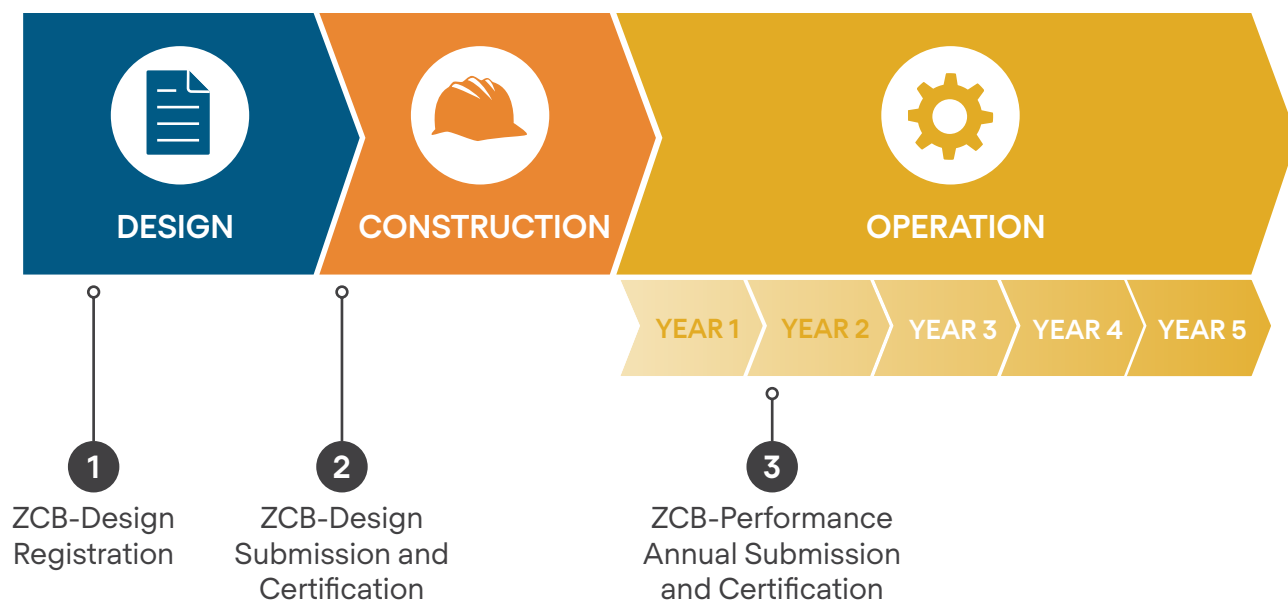 DESIGN
CONSTRUCTION
OPERATION
YEAR 1
YEAR 2
YEAR 3
YEAR 4
YEAR 5
1
ZCB-Design
Registration
2
ZCB-Design
Submission and
Certification
3
ZCB-Performance
Annual Submission
and Certification